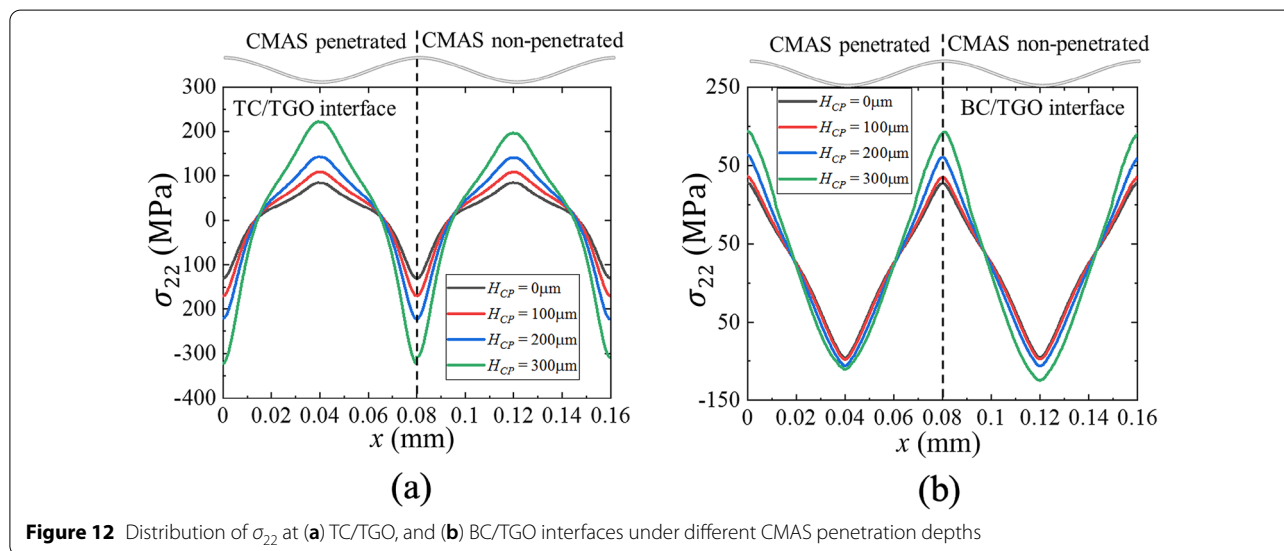 CMAS penetrated CMAS non-penetrated
300
200
100
0
100
200
-300
-400
σ22 (MPa)
TC/TGO interface
HCP = 0μm
HCP = 100μm
HCP = 200μm
HCP = 300μm
0 0.02 0.04 0.06 0.08 0.10 0.12 0.14 0.16
x (mm)
(a)
CMAS penetrated CMAS non-penetrated
250
50
50
50
-150
σ22 (MPa)
HCP = 0μm
HCP = 100μm
HCP = 200μm
HCP = 300μm
BC/TGO interface
0 0.02 0.04 0.06 0.08 0.10 0.12 0.14 0.16
x (mm)
(b)
Figure 12 Distribution of σ22 at (a) TC/TGO, and (b) BC/TGO interfaces under different CMAS penetration depths